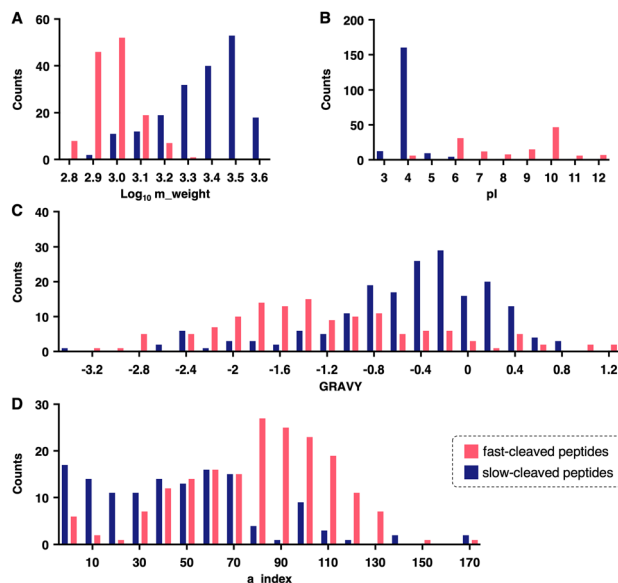 A
60
40
20
0
Counts
2.8 2.9 3.0 3.1 3.2 3.3 3.4 3.5 3.6
Log10 m_weight
B
200
150
100
50
0
Counts
3 4 5 6 7 8 9 10 11 12
pI
C
40
30
20
10
0
Counts
-3.2 -2.8 -2.4 -2 -1.6 -1.2 -0.8 -0.4 0 0.4 0.8 1.2
GRAVY
D
30
20
10
0
Counts
10 30 50 70 90 110 130 150 170
a_index
fast-cleaved peptides
slow-cleaved peptides